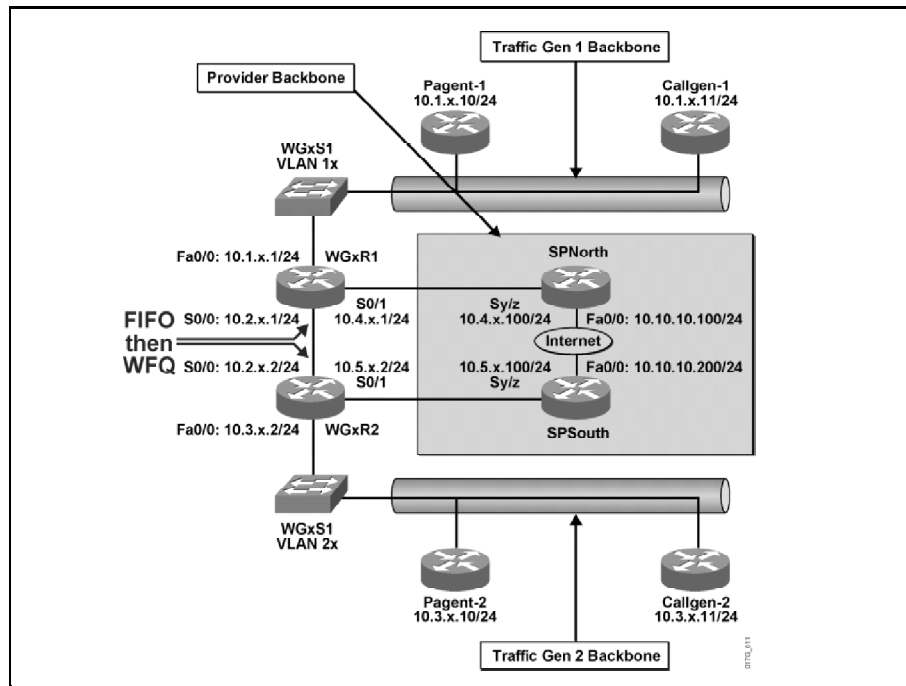 Traffic Gen 1 Backbone
Provider Backbone
Pagent-1
10.1.x.10/24
Callgen-1
10.1.x.11/24
WGxS1
VLAN 1x
Fa0/0: 10.1.x.1/24
WGxR1
SPNorth
S0/1
10.4.x.1/24
Sy/z
10.4.x.100/24
Fa0/0: 10.10.10.100/24
S0/0: 10.2.x.1/24
FIFO
then
WFQ
Internet
S0/0: 10.2.x.2/24
10.5.x.2/24
S0/1
10.5.x.100/24
Sy/z
Fa0/0: 10.10.10.200/24
Fa0/0: 10.3.x.2/24
WGxR2
SPSouth
WGxS1
VLAN 2x
Pagent-2
10.3.x.10/24
Callgen-2
10.3.x.11/24
Traffic Gen 2 Backbone